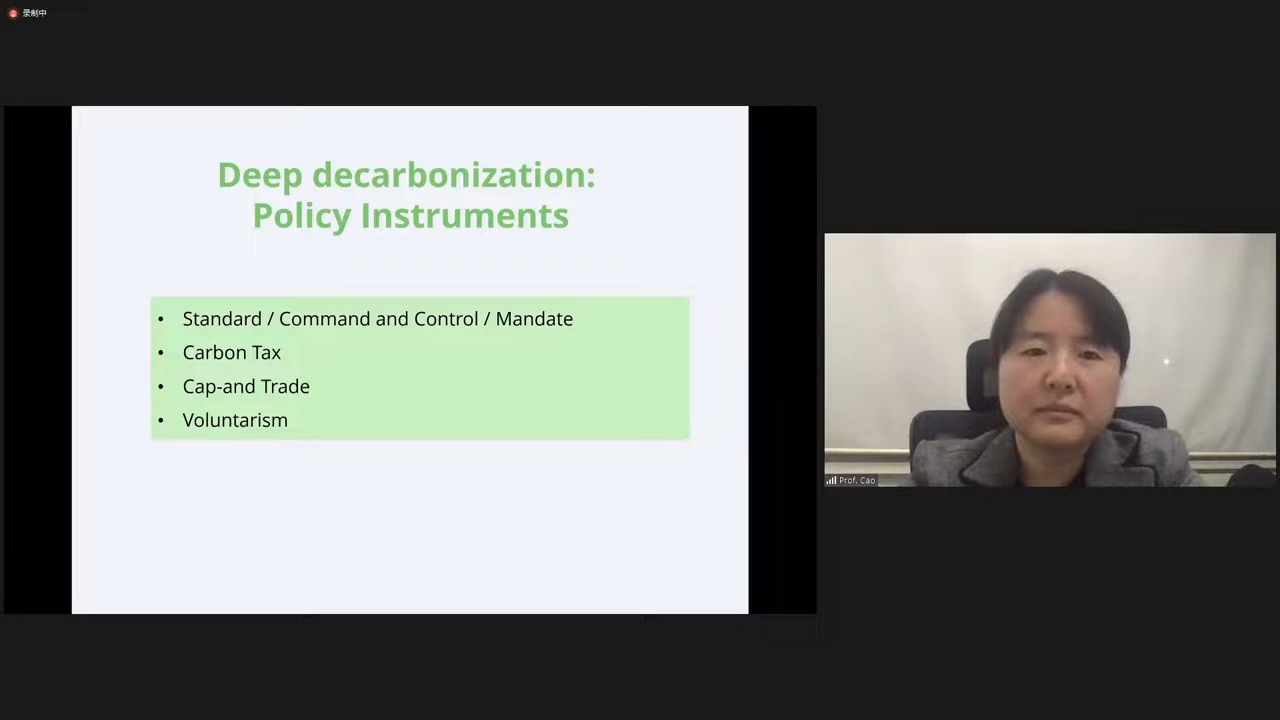 录制中
Deep decarbonization:
Policy Instruments
• Standard / Command and Control / Mandate
• Carbon Tax
• Cap-and Trade
• Voluntarism
Prof. Cao